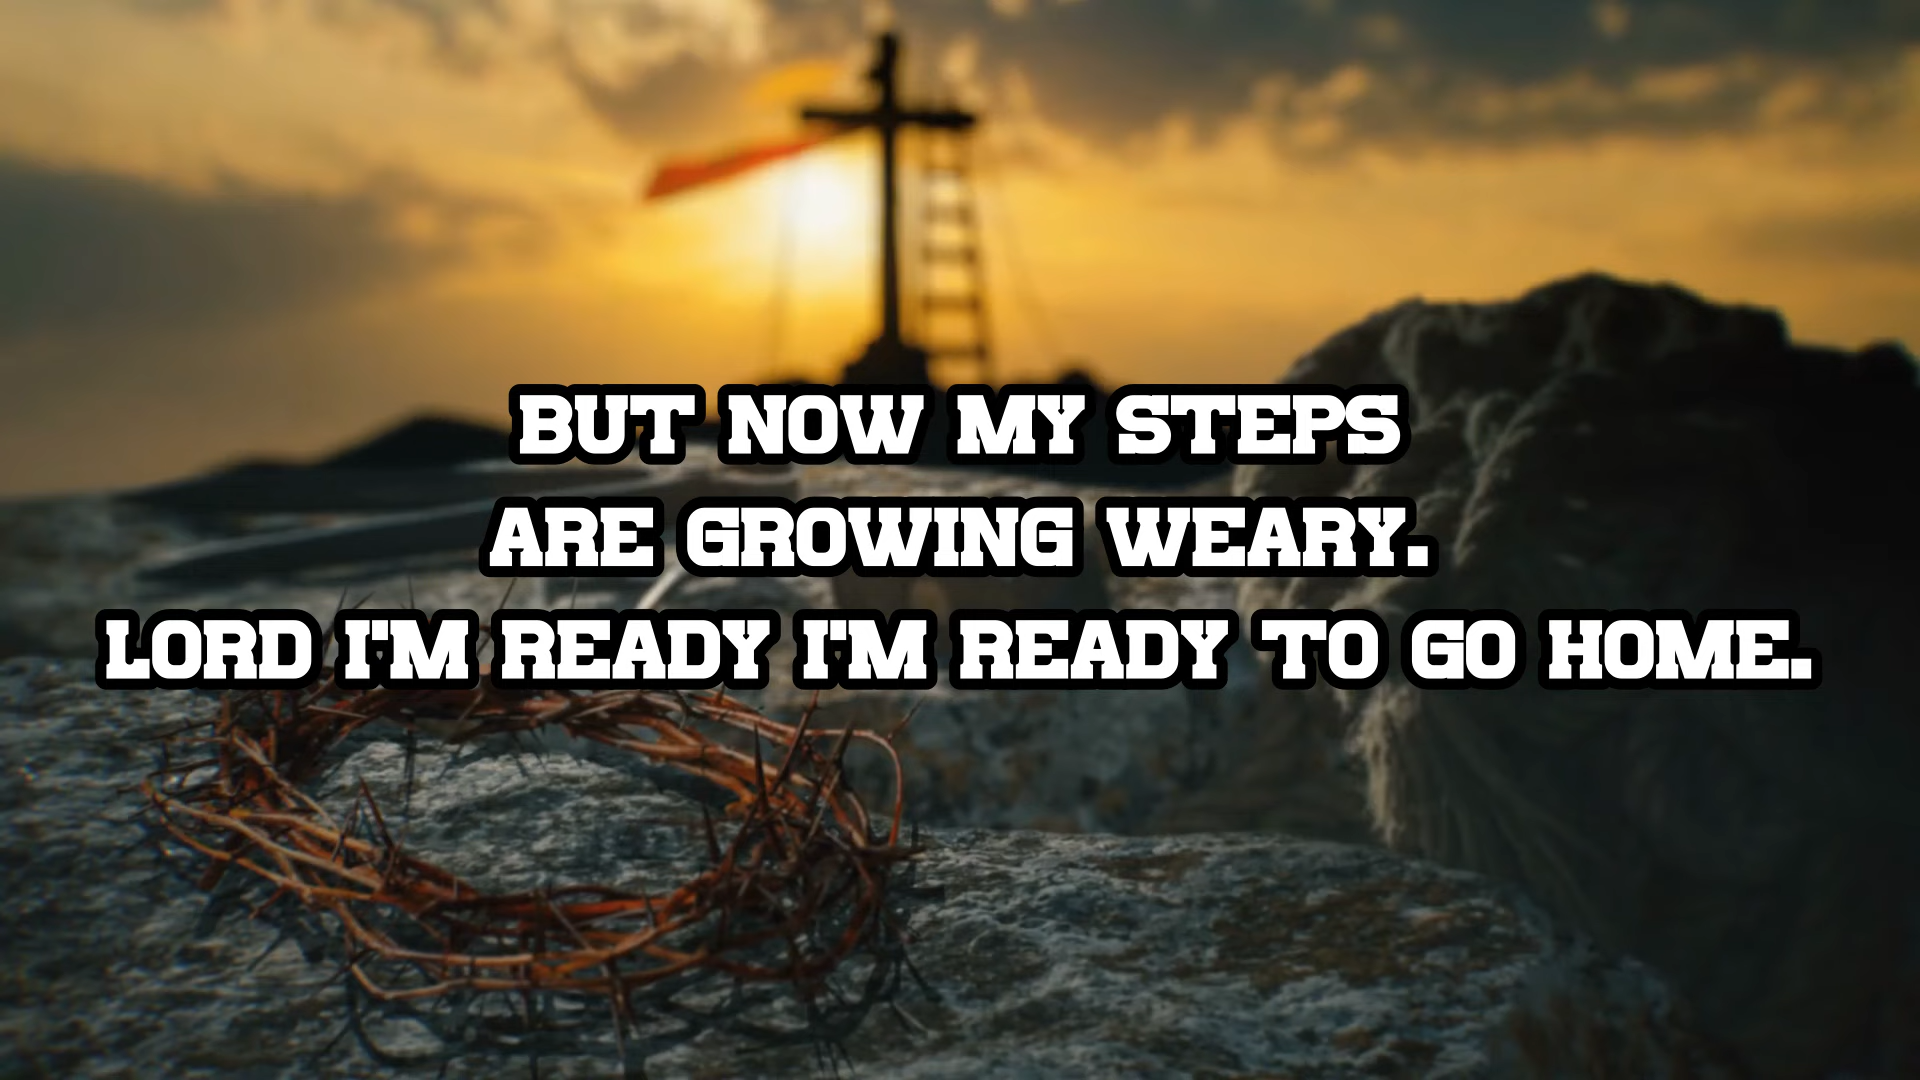 BUT NOW MY STEPS
ARE GROWING WEARY.
LORD I'M READY I'M READY TO GO HOME.